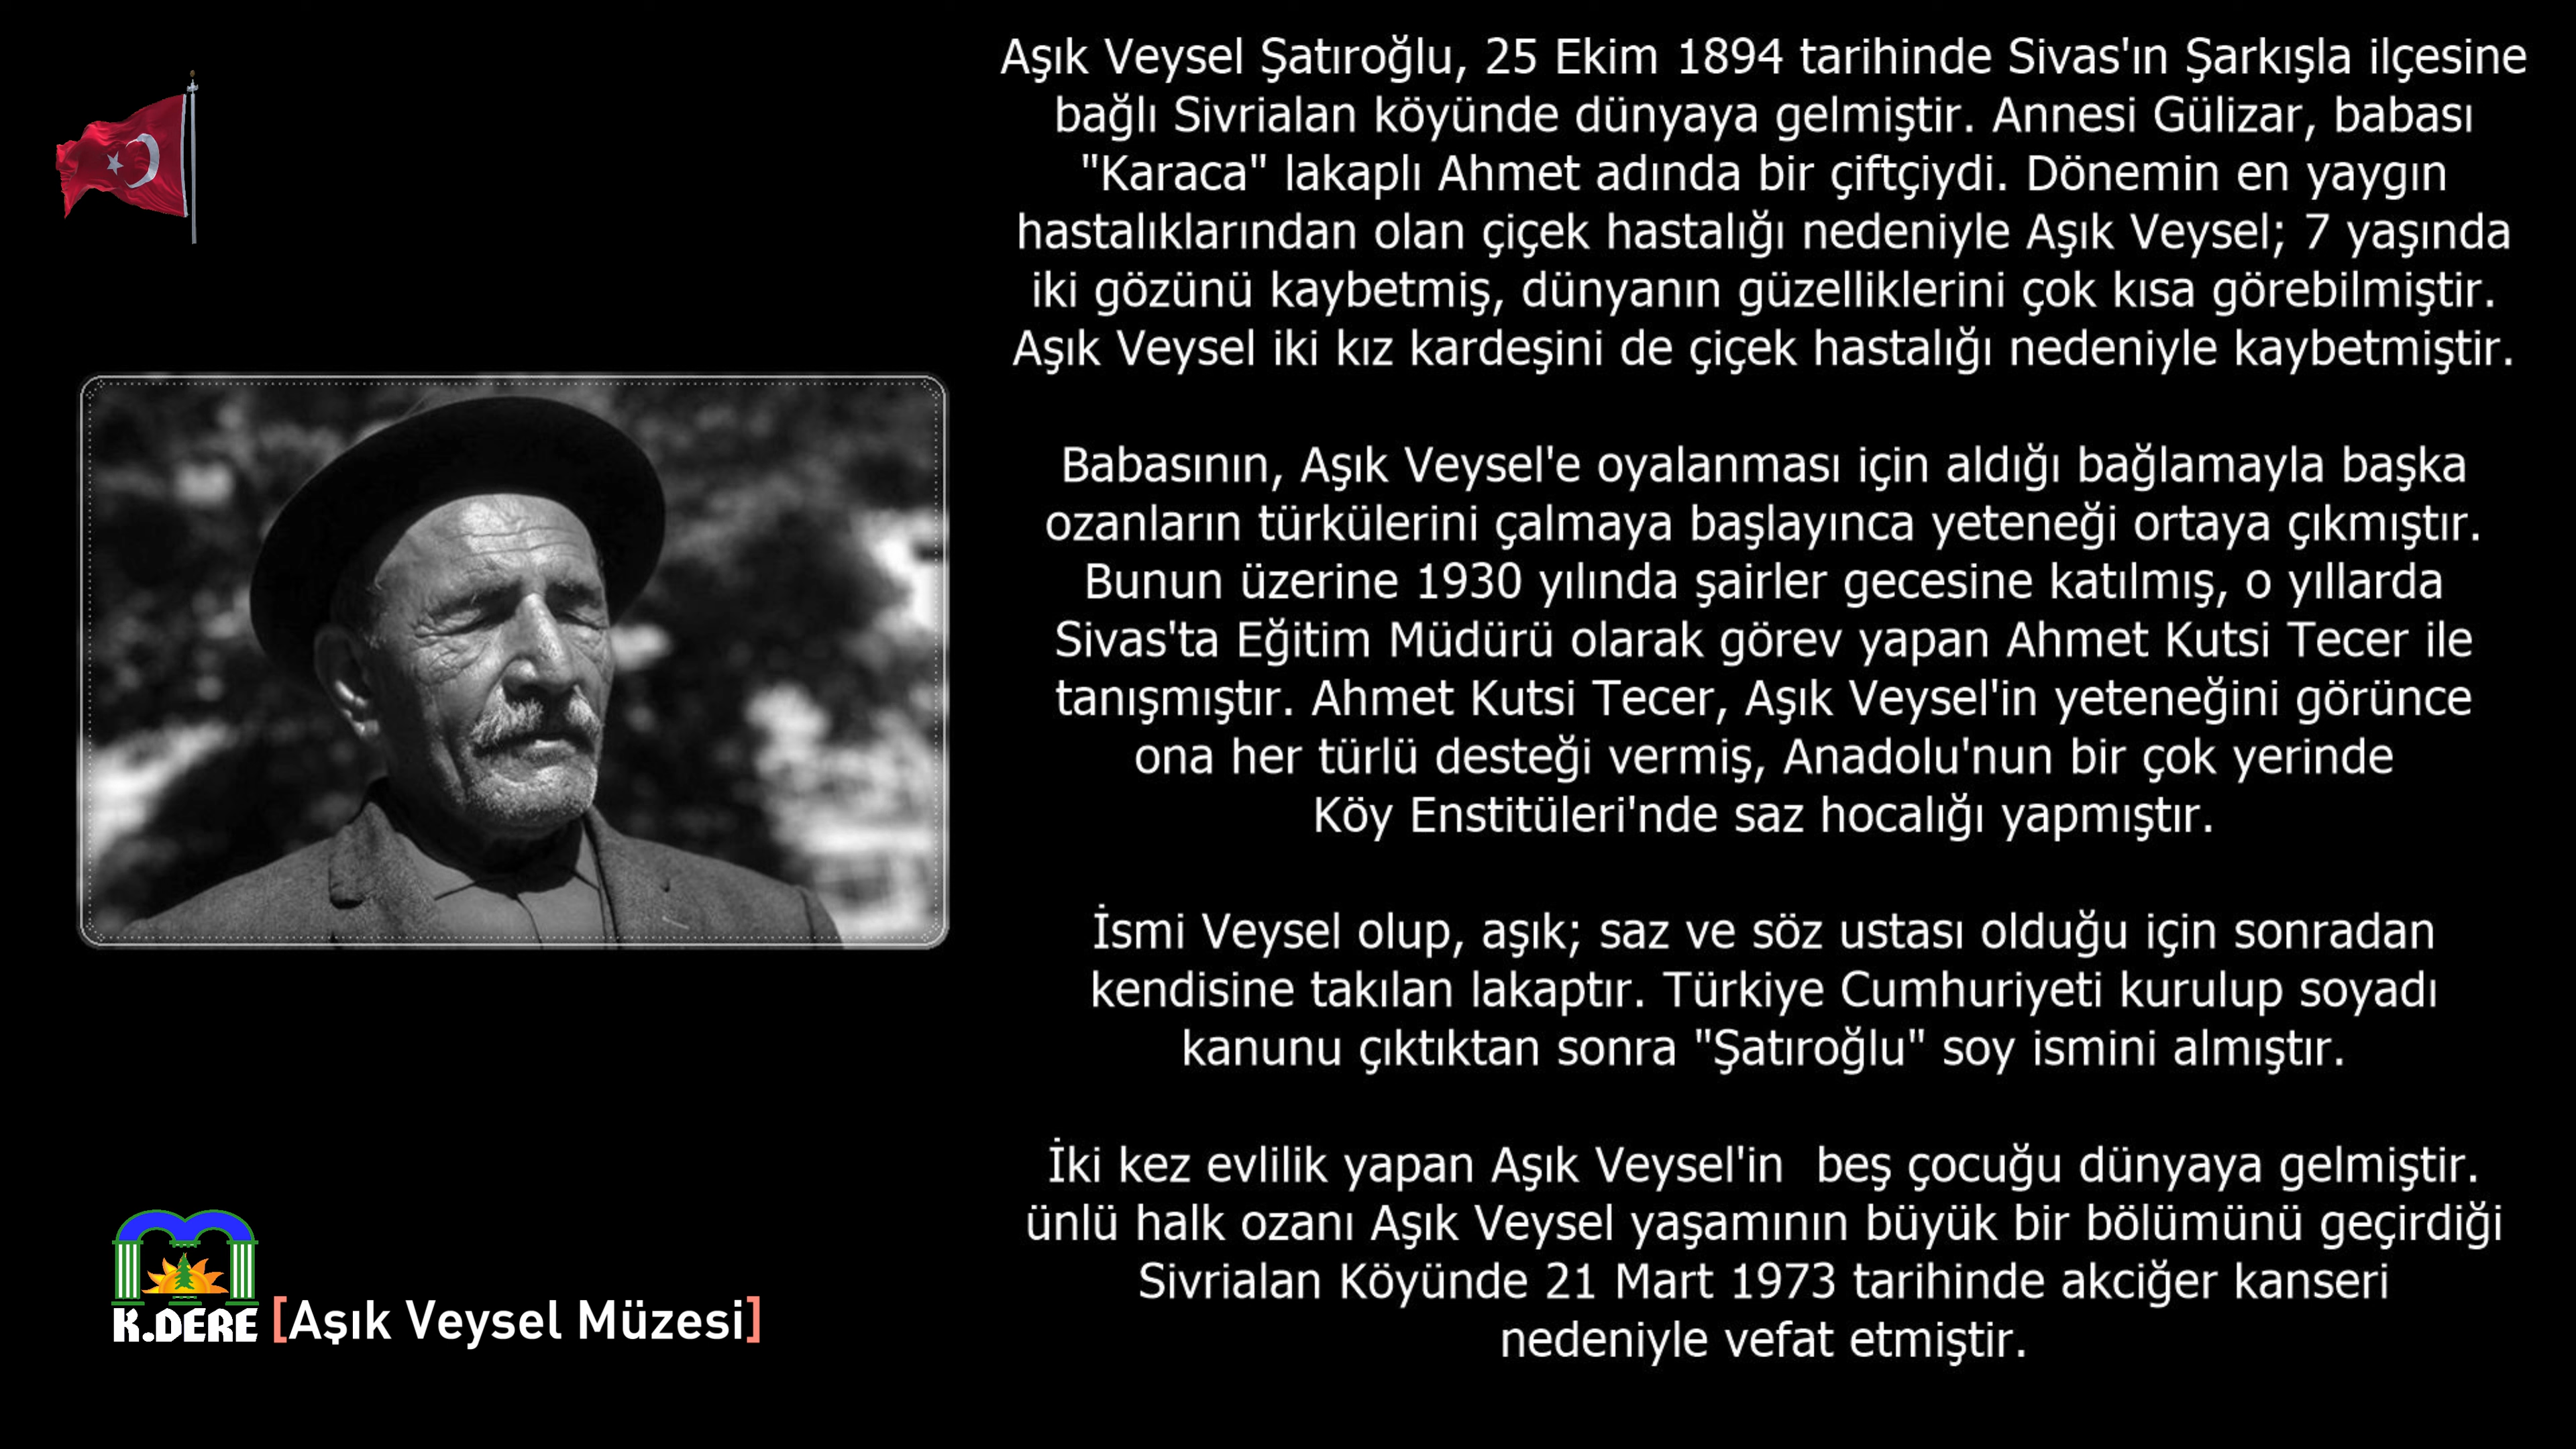 Aşık Veysel Şatıroğlu, 25 Ekim 1894 tarihinde Sivas'ın Şarkışla ilçesine
bağlı Sivrialan köyünde dünyaya gelmiştir. Annesi Gülizar, babası
"Karaca" lakaplı Ahmet adında bir çiftçiydi. Dönemin en yaygın
hastalıklarından olan çiçek hastalığı nedeniyle Aşık Veysel; 7 yaşında
iki gözünü kaybetmiş, dünyanın güzelliklerini çok kısa görebilmiştir.
Aşık Veysel iki kız kardeşini de çiçek hastalığı nedeniyle kaybetmiştir.
Babasının, Aşık Veysel'e oyalanması için aldığı bağlamayla başka
ozanların türkülerini çalmaya başlayınca yeteneği ortaya çıkmıştır.
Bunun üzerine 1930 yılında şairler gecesine katılmış, o yıllarda
Sivas'ta Eğitim Müdürü olarak görev yapan Ahmet Kutsi Tecer ile
tanışmıştır. Ahmet Kutsi Tecer, Aşık Veysel'in yeteneğini görünce
ona her türlü desteği vermiş, Anadolu'nun bir çok yerinde
Köy Enstitüleri'nde saz hocalığı yapmıştır.
İsmi Veysel olup, aşık; saz ve söz ustası olduğu için sonradan
kendisine takılan lakaptır. Türkiye Cumhuriyeti kurulup soyadı
kanunu çıktıktan sonra "Şatıroğlu" soy ismini almıştır.
İki kez evlilik yapan Aşık Veysel'in  beş çocuğu dünyaya gelmiştir.
ünlü halk ozanı Aşık Veysel yaşamının büyük bir bölümünü geçirdiği
Sivrialan Köyünde 21 Mart 1973 tarihinde akciğer kanseri
nedeniyle vefat etmiştir.
K.DERE [Aşık Veysel Müzesi]